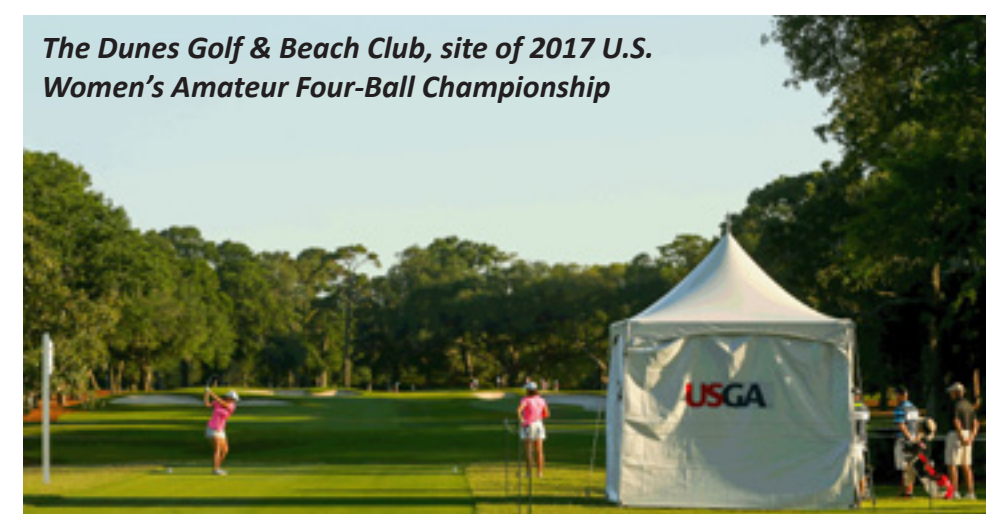 The Dunes Golf & Beach Club, site of 2017 U.S.
Women's Amateur Four-Ball Championship
USGA